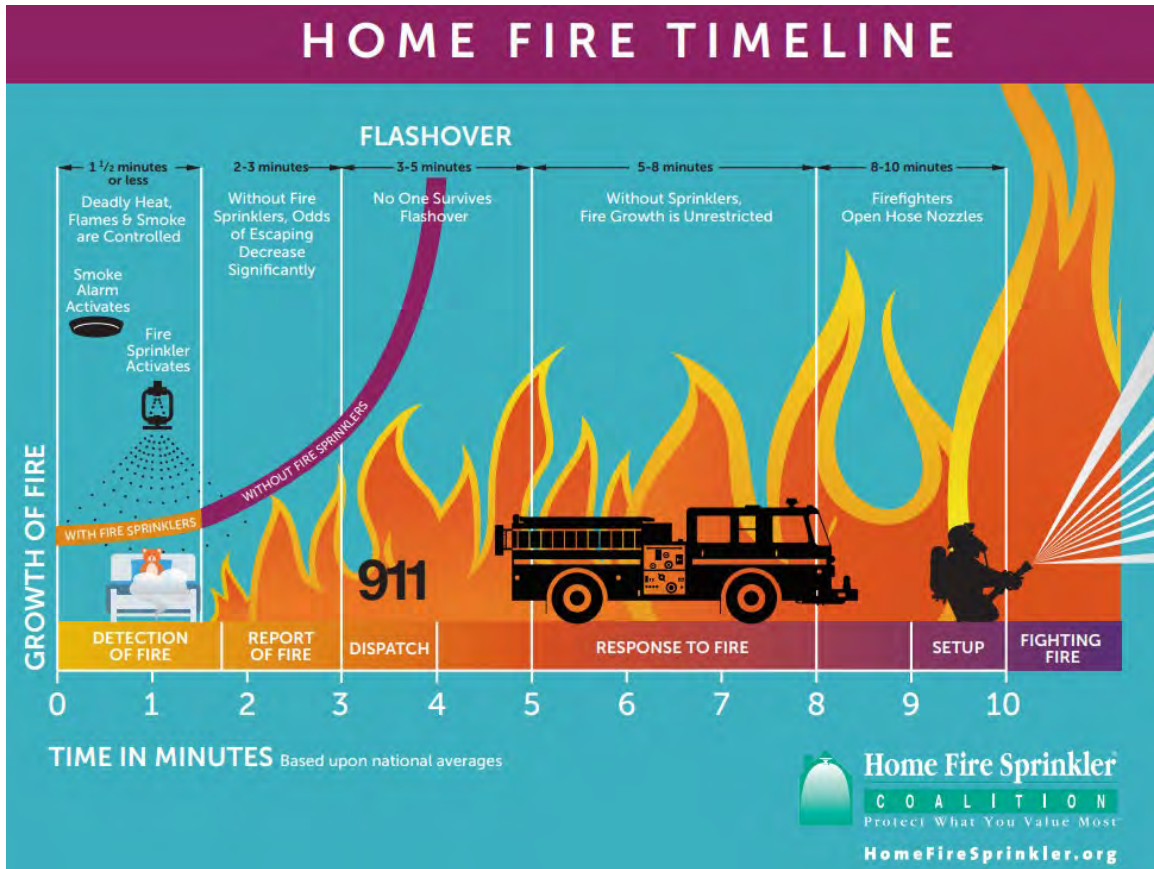 HOME FIRE TIMELINE
FLASHOVER
1 1/2 minutes
or less
Deadly Heat,
Flames & Smoke
are Controlled
Smoke
Alarm
Activates
Fire
Sprinkler
Activates
2-3 minutes
Without Fire
Sprinklers, Odds
of Escaping
Decrease
Significantly
3-5 minutes
No One Survives
Flashover
5-8 minutes
Without Sprinklers,
Fire Growth is Unrestricted
8-10 minutes
Firefighters
Open Hose Nozzles
GROWTH OF FIRE
WITH FIRE SPRINKLERS
WITHOUT FIRE SPRINKLERS
911
DETECTION
OF FIRE
REPORT
OF FIRE
DISPATCH
RESPONSE TO FIRE
SETUP
FIGHTING
FIRE
0 1 2 3 4 5 6 7 8 9 10
TIME IN MINUTES Based upon national averages
Home Fire Sprinkler®
COALITION
Protect What You Value Most™
HomeFireSprinkler.org